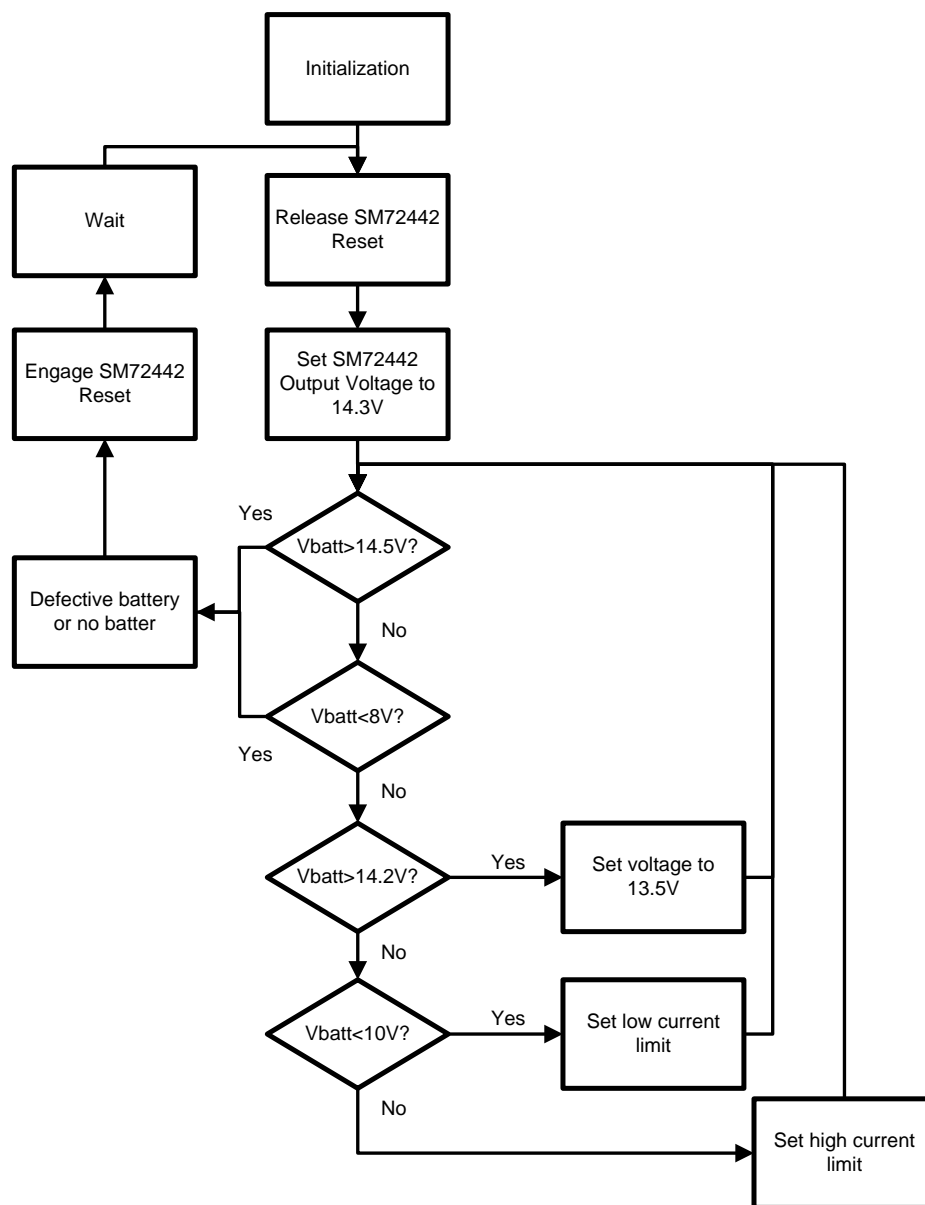 Initialization
Wait
Release SM72442
Reset
Engage SM72442
Reset
Set SM72442
Output Voltage to
14.3V
Yes
Vbatt>14.5V?
Defective battery
or no batter
No
Vbatt<8V?
Yes
No
Vbatt>14.2V?
Yes
Set voltage to
13.5V
No
Vbatt<10V?
Yes
Set low current
limit
No
Set high current
limit